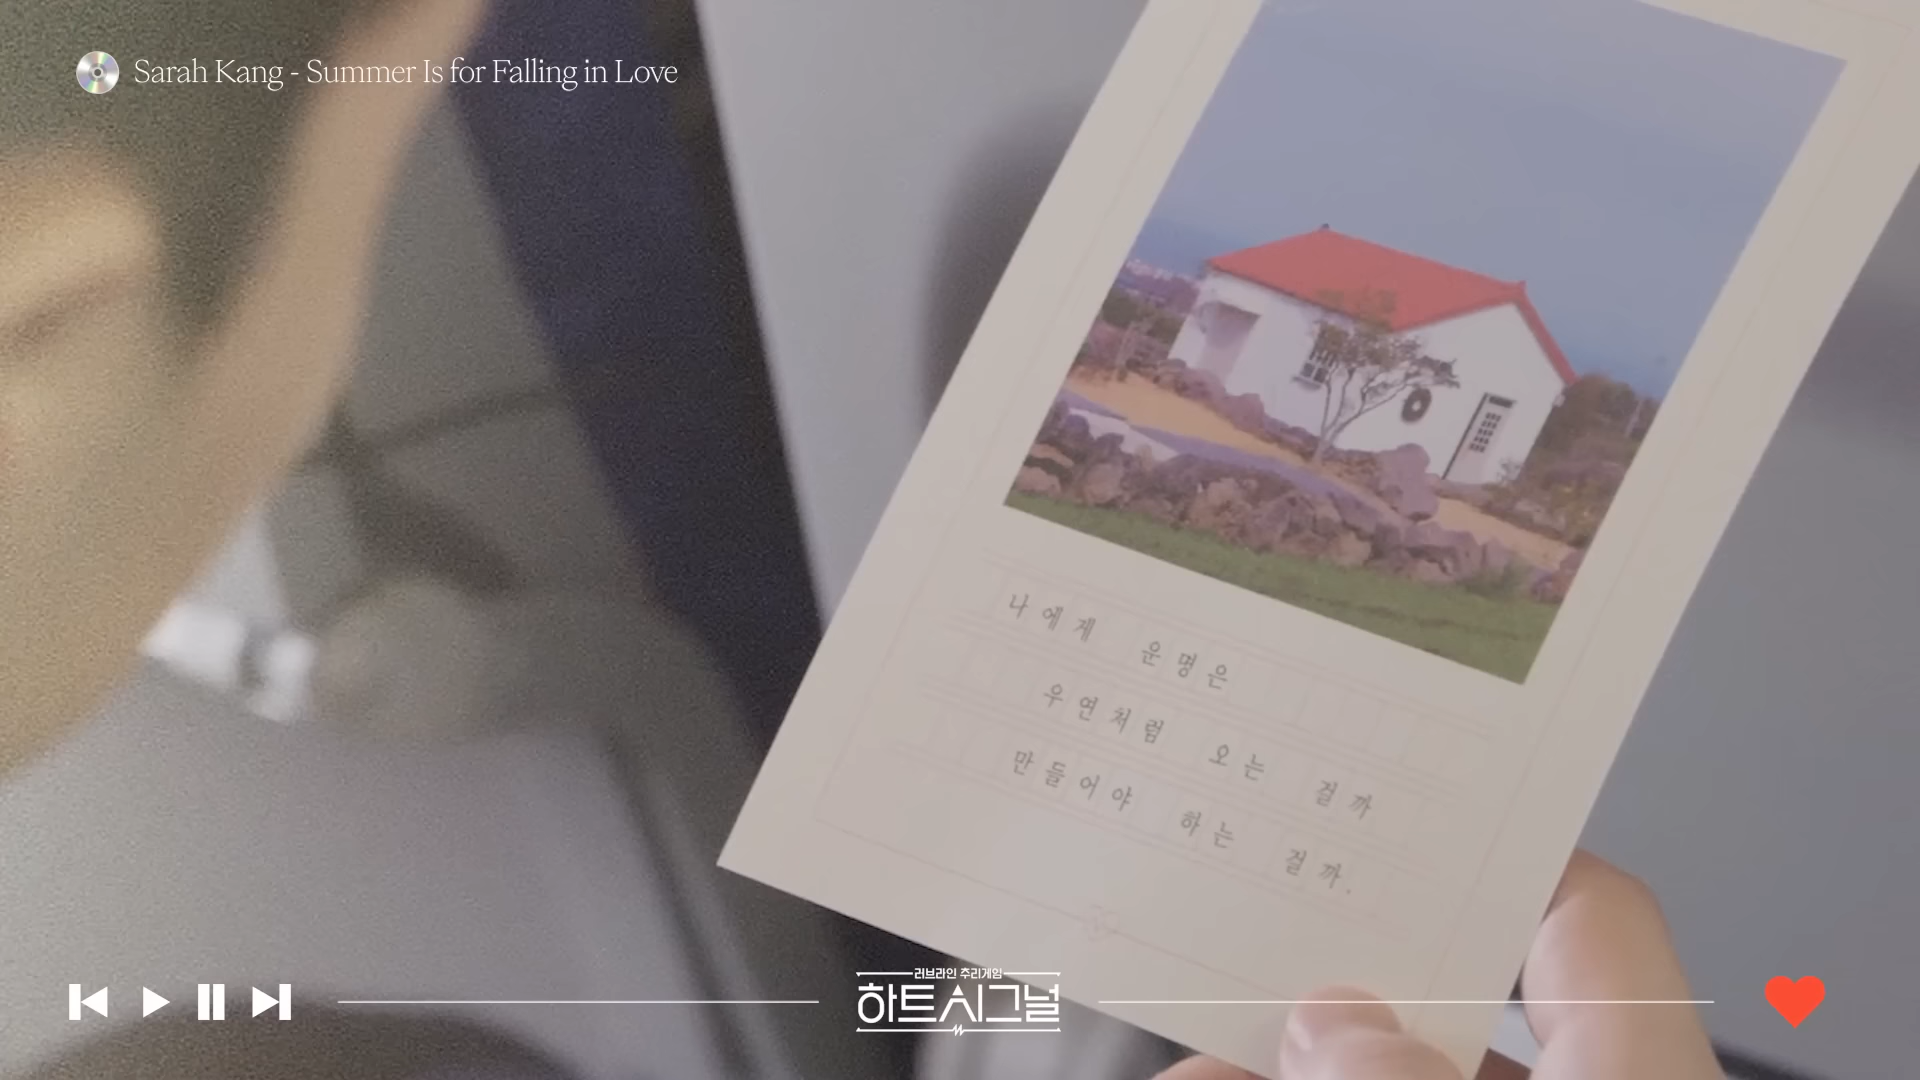 Sarah Kang - Summer Is for Falling in Love
나에게 운명은
우연처럼 오는 걸까
만들어야 하는 걸까.
러브라인 추리게임
하트시그널